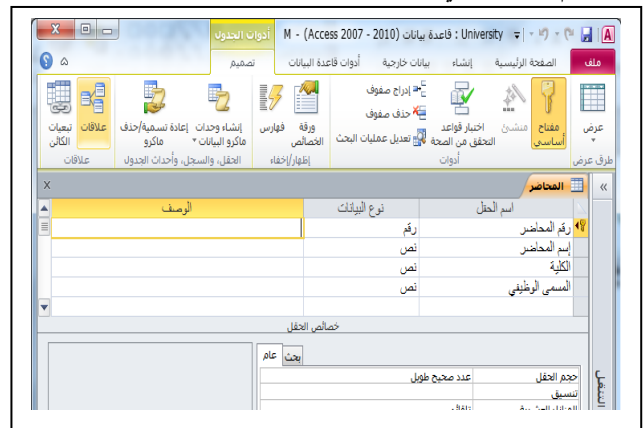 University : قاعدة بيانات (Access 2007 - 2010) - M
أدوات الجدول
ملف
الصفحة الرئيسية
إنشاء
بيانات خارجية
أدوات قاعدة البيانات
تصميم
عرض
مفتاح أساسي
منشئ
اختبار قواعد التحقق من الصحة
إدراج صفوف
حذف صفوف
تعديل عمليات البحث
ورقة الخصائص
فهارس
إنشاء وحدات ماكرو البيانات
إعادة تسمية/حذف ماكرو
علاقات
تبعيات الكائن
طرق عرض
أدوات
إظهار/إخفاء
الحقل، والسجل، وأحداث الجدول
علاقات
المحاضر
x
اسم الحقل
نوع البيانات
الوصف
رقم المحاضر
رقم
إسم المحاضر
نص
الكلية
نص
المسمى الوظيفي
نص
خصائص الحقل
عام
بحث
حجم الحقل
عدد صحيح طويل
تنسيق